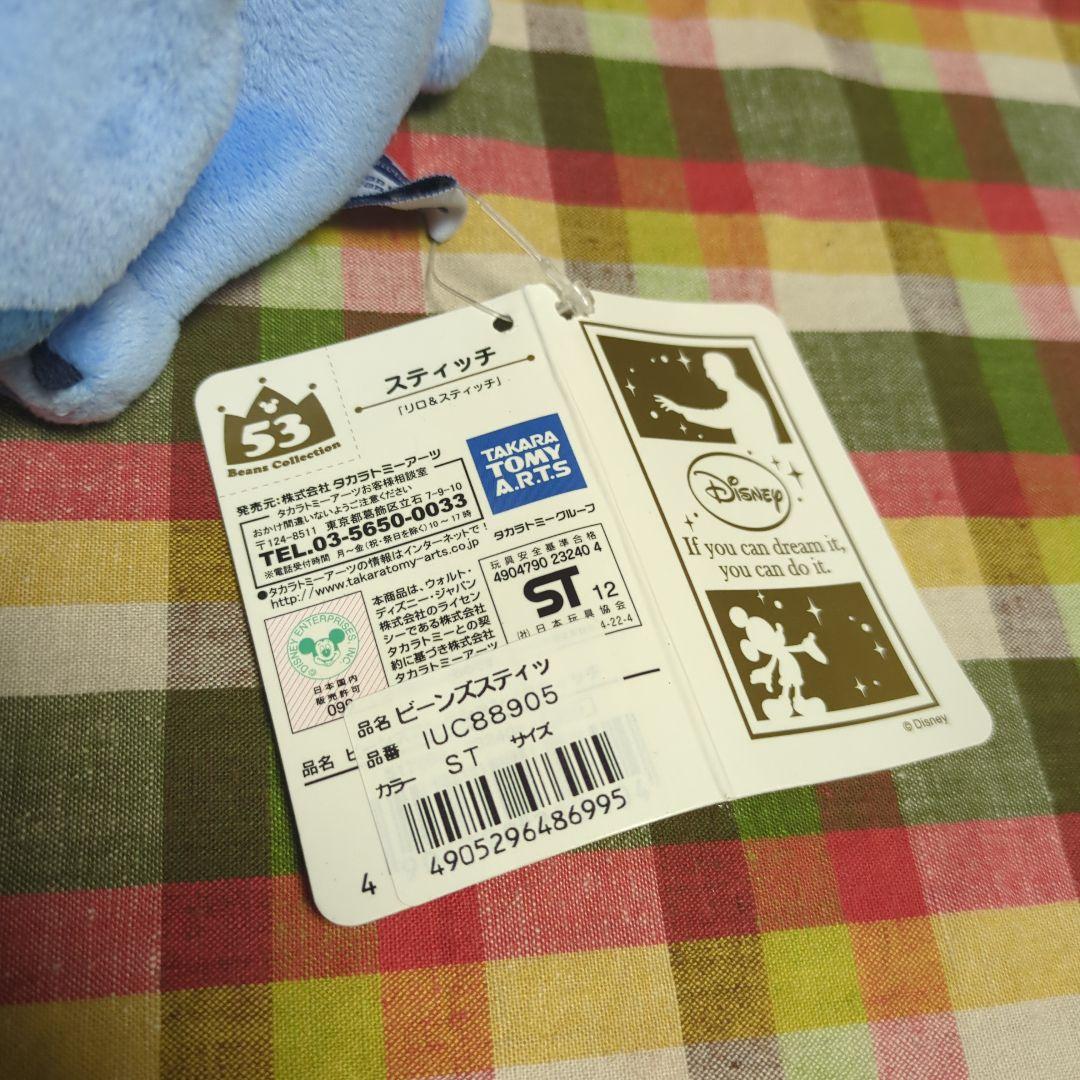 53
Beans Collection
スティッチ
「リロ&スティッチ」
発売元:株式会社 タカラトミーアーツ
タカラトミーアーツお客様相談室
おかけ間違いないようご注意ください
〒124-8511 東京都葛飾区立石 7-9-10
TEL.03-5650-0033
※電話受付時間 月～金(祝・祭日を除く)10～17時
●タカラトミーアーツの情報はインターネットで!
http://www.takaratomy-arts.co.jp
TAKARA
TOMY
A.R.T.S
タカラトミーグループ
玩具安全基準合格
4904790 23240 4
ST 12
(社)日本玩具協会
4-22-4
©DISNEY ENTERPRISES, INC.
日本国内
販売許可
090
本商品は、ウォルト・
ディズニー・ジャパン
株式会社のライセン
シーである株式会社
タカラトミーとの契
約に基づき株式会社
タカラトミーアーツ
品名 ビ
4
品名 ビーンズスティッ
品番 IUC88905
カラー ST サイズ
4905296486995
Disney
If you can dream it,
you can do it.
© Disney